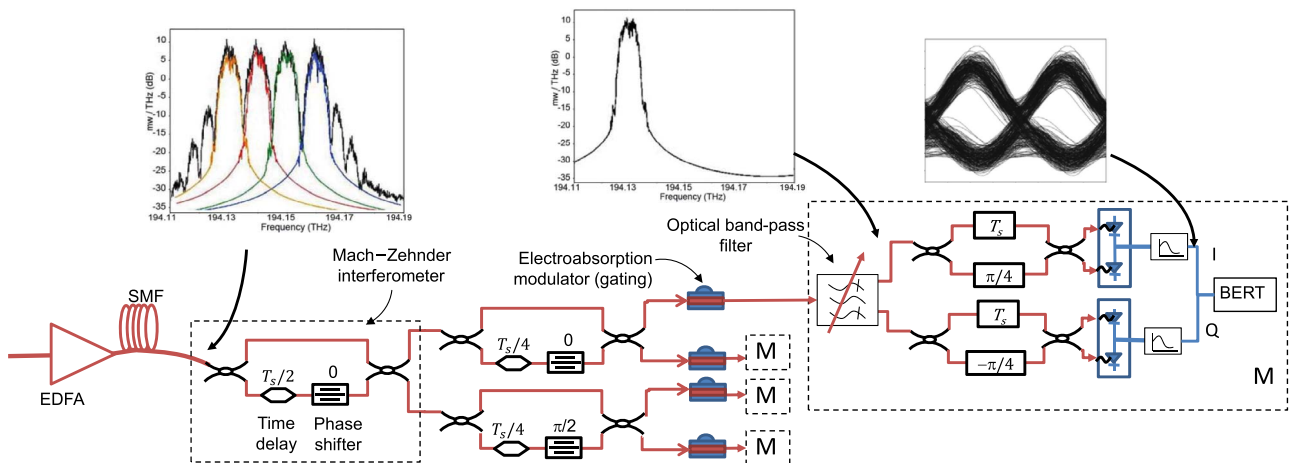 10
5
0
-5
-10
-15
-20
-25
-30
-35
mw / THz (dB)
194.11
194.13
194.15
194.17
194.19
Frequency (THz)
10
5
0
-5
-10
-15
-20
-25
-30
-35
mw / THz (dB)
194.11
194.13
194.15
194.17
194.19
Frequency (THz)
Optical band-pass
filter
Mach–Zehnder
interferometer
Electroabsorption
modulator (gating)
SMF
EDFA
T_s/2
0
Time
delay
Phase
shifter
T_s/4
0
T_s/4
π/2
M
M
M
T_s
π/4
T_s
−π/4
I
BERT
Q
M